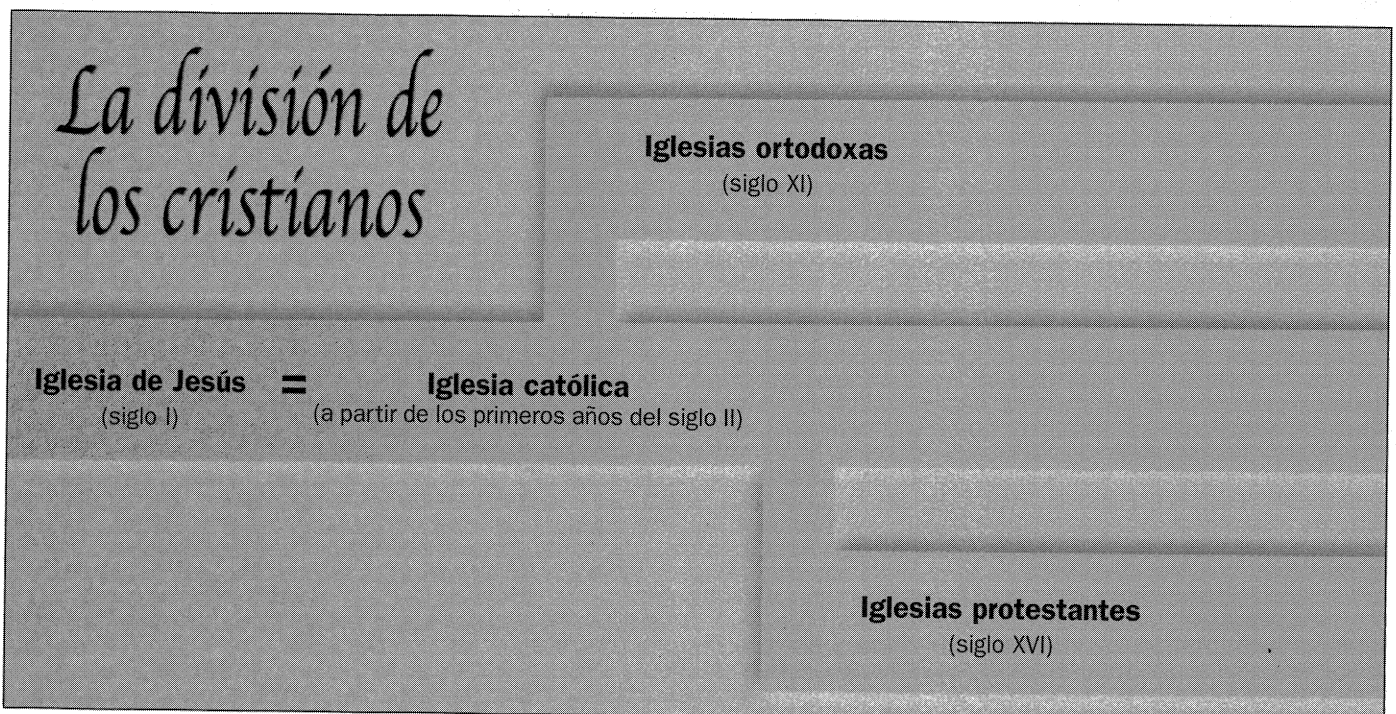 La división de
los cristianos
Iglesias ortodoxas
(siglo XI)
Iglesia de Jesús = Iglesia católica
(siglo I) (a partir de los primeros años del siglo II)
Iglesias protestantes
(siglo XVI)